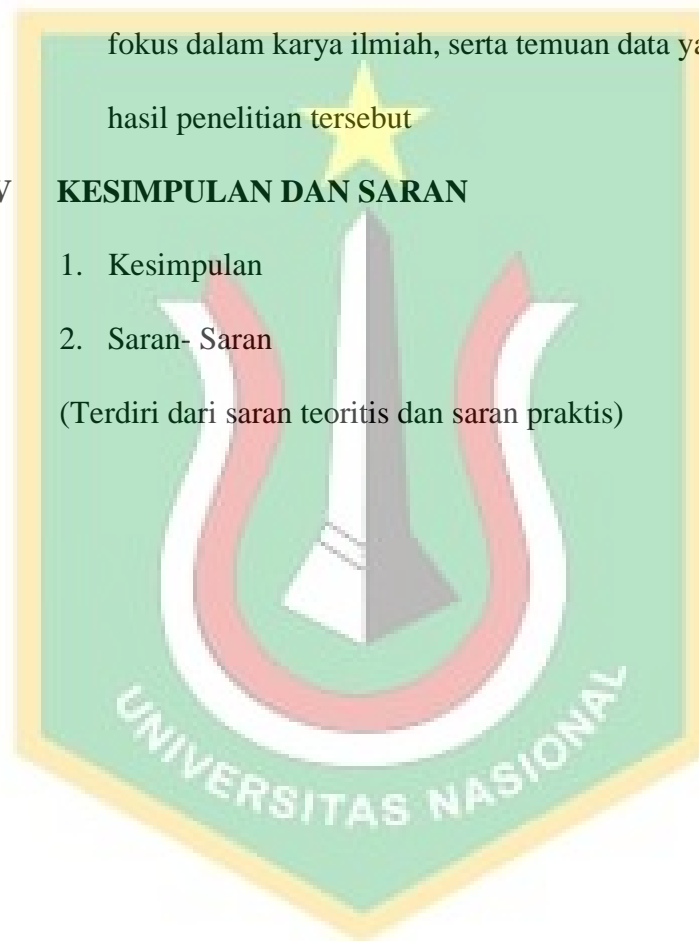 fokus dalam karya ilmiah, serta temuan data
hasil penelitian tersebut
V KESIMPULAN DAN SARAN
1. Kesimpulan
2. Saran- Saran
(Terdiri dari saran teoritis dan saran praktis)
UNIVERSITAS NASIONAL